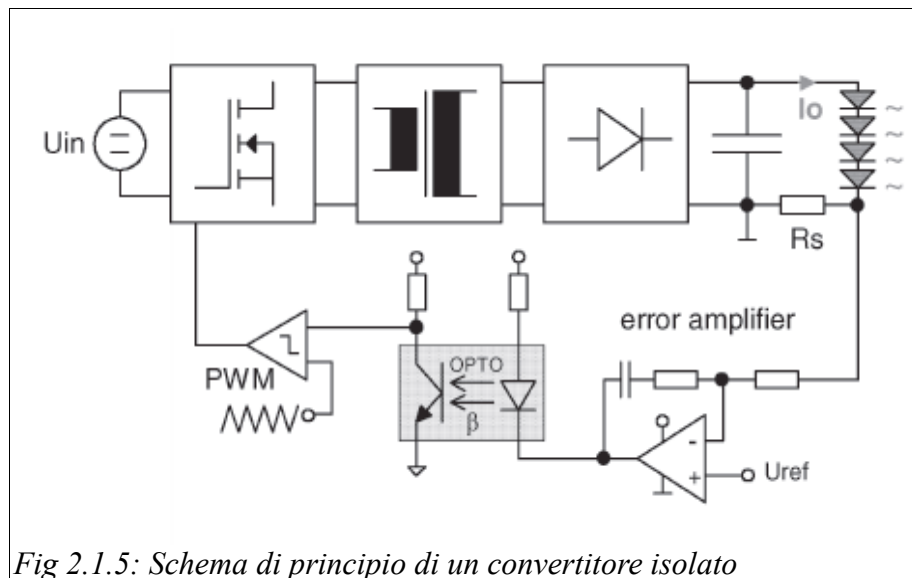 Io
Uin
Rs
error amplifier
OPTO
PWM
β
-
+
Uref
Fig 2.1.5: Schema di principio di un convertitore isolato